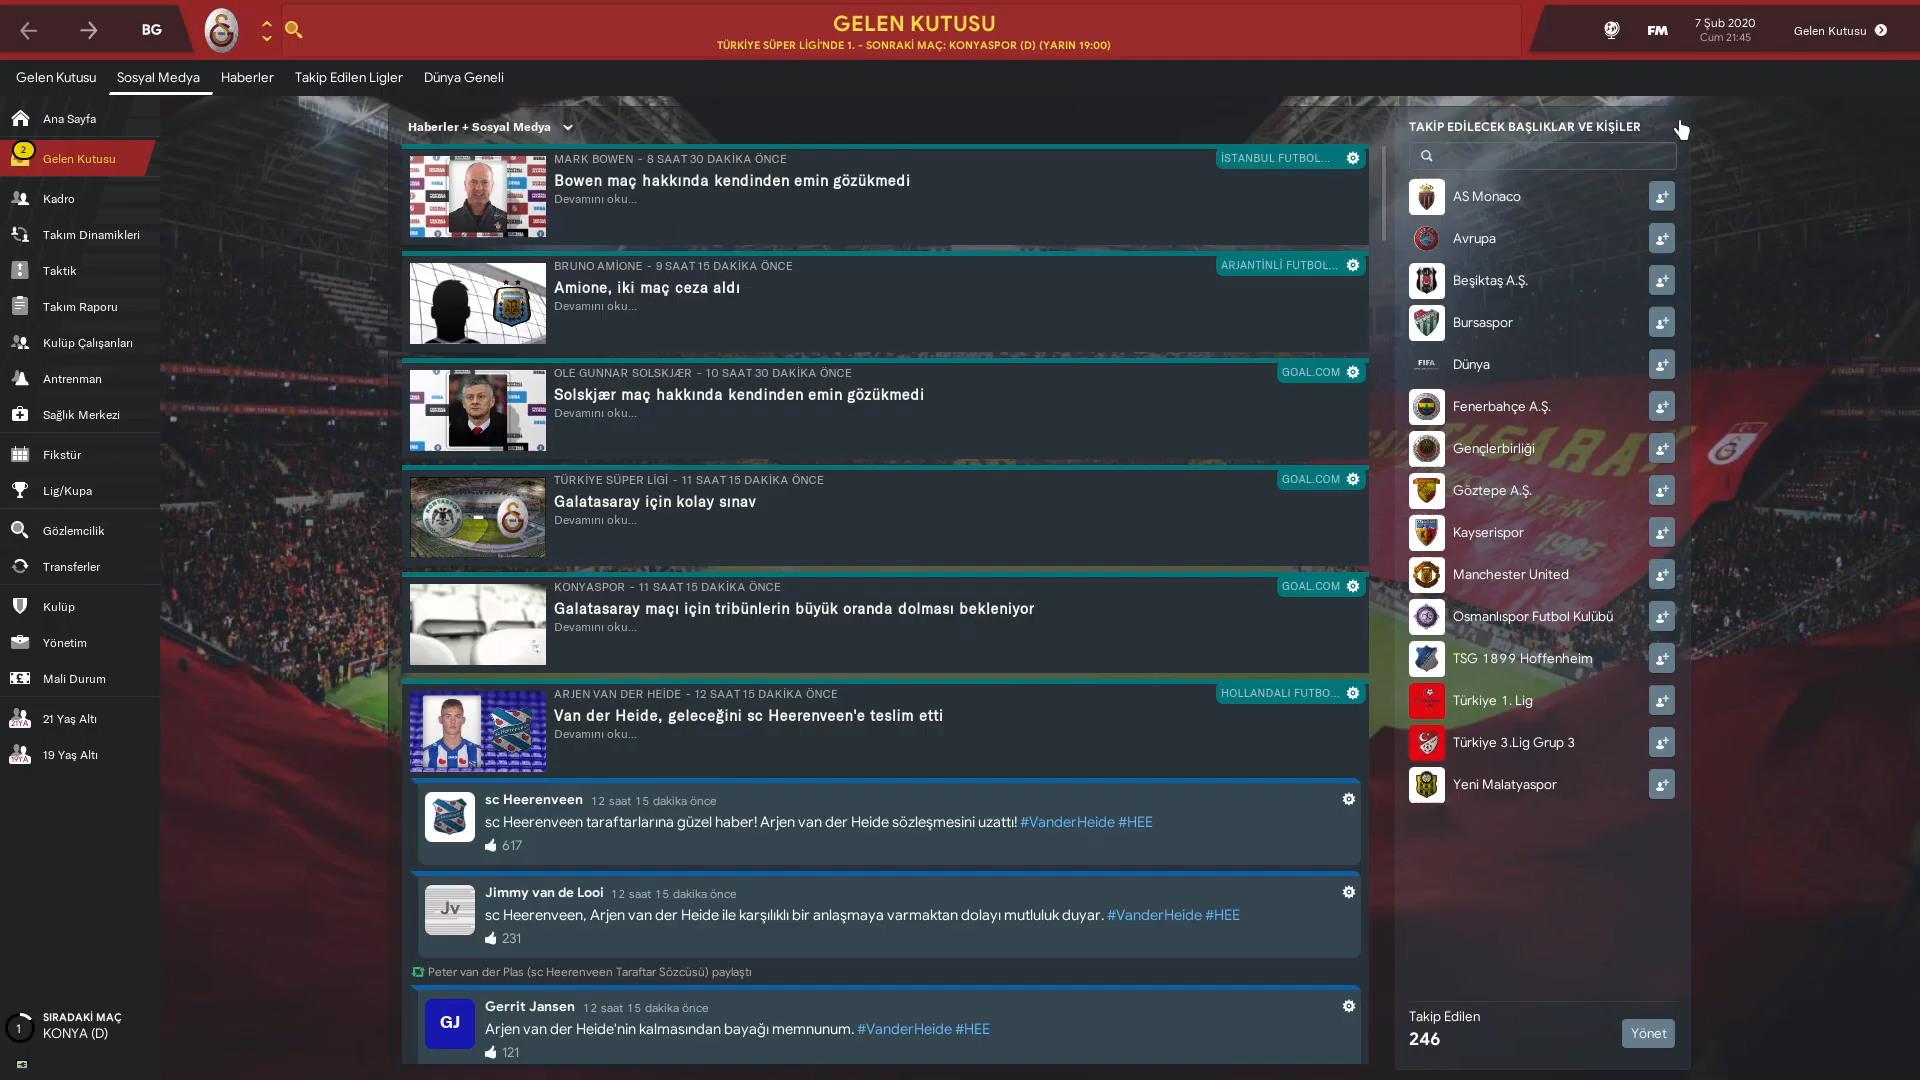 BG
GELEN KUTUSU
TÜRKİYE SÜPER LİGİ'NDE 1. - SONRAKİ MAÇ: KONYASPOR (D) (YARIN 19:00)
FM
7 Şub 2020
Cum 21:45
Gelen Kutusu
Gelen Kutusu
Sosyal Medya
Haberler
Takip Edilen Ligler
Dünya Geneli
Ana Sayfa
2
Gelen Kutusu
Kadro
Takım Dinamikleri
Taktik
Takım Raporu
Kulüp Çalışanları
Antrenman
Sağlık Merkezi
Fikstür
Lig/Kupa
Gözlemcilik
Transferler
Kulüp
Yönetim
Mali Durum
21YA
21 Yaş Altı
19YA
19 Yaş Altı
1
SIRADAKİ MAÇ
KONYA (D)
Haberler + Sosyal Medya
MARK BOWEN - 8 SAAT 30 DAKİKA ÖNCE
İSTANBUL FUTBOL...
Bowen maç hakkında kendinden emin gözükmedi
Devamını oku...
BRUNO AMİONE - 9 SAAT 15 DAKİKA ÖNCE
ARJANTİNLİ FUTBOL...
Amione, iki maç ceza aldı
Devamını oku...
OLE GUNNAR SOLSKJÆR - 10 SAAT 30 DAKİKA ÖNCE
GOAL.COM
Solskjær maç hakkında kendinden emin gözükmedi
Devamını oku...
TÜRKİYE SÜPER LİGİ - 11 SAAT 15 DAKİKA ÖNCE
GOAL.COM
Galatasaray için kolay sınav
Devamını oku...
KONYASPOR - 11 SAAT 15 DAKİKA ÖNCE
GOAL.COM
Galatasaray maçı için tribünlerin büyük oranda dolması bekleniyor
Devamını oku...
ARJEN VAN DER HEİDE - 12 SAAT 15 DAKİKA ÖNCE
HOLLANDALI FUTBO...
Van der Heide, geleceğini sc Heerenveen'e teslim etti
Devamını oku...
sc Heerenveen 12 saat 15 dakika önce
sc Heerenveen taraftarlarına güzel haber! Arjen van der Heide sözleşmesini uzattı! #VanderHeide #HEE
617
Jv
Jimmy van de Looi 12 saat 15 dakika önce
sc Heerenveen, Arjen van der Heide ile karşılıklı bir anlaşmaya varmaktan dolayı mutluluk duyar. #VanderHeide #HEE
231
Peter van der Plas (sc Heerenveen Taraftar Sözcüsü) paylaştı
GJ
Gerrit Jansen 12 saat 15 dakika önce
Arjen van der Heide'nin kalmasından bayağı memnunum. #VanderHeide #HEE
121
TAKİP EDİLECEK BAŞLIKLAR VE KİŞİLER
AS Monaco
Avrupa
Beşiktaş A.Ş.
Bursaspor
FIFA
Dünya
Fenerbahçe A.Ş.
Gençlerbirliği
Göztepe A.Ş.
Kayserispor
Manchester United
Osmanlıspor Futbol Kulübü
TSG 1899 Hoffenheim
Türkiye 1. Lig
Türkiye 3.Lig Grup 3
Yeni Malatyaspor
Takip Edilen
246
Yönet